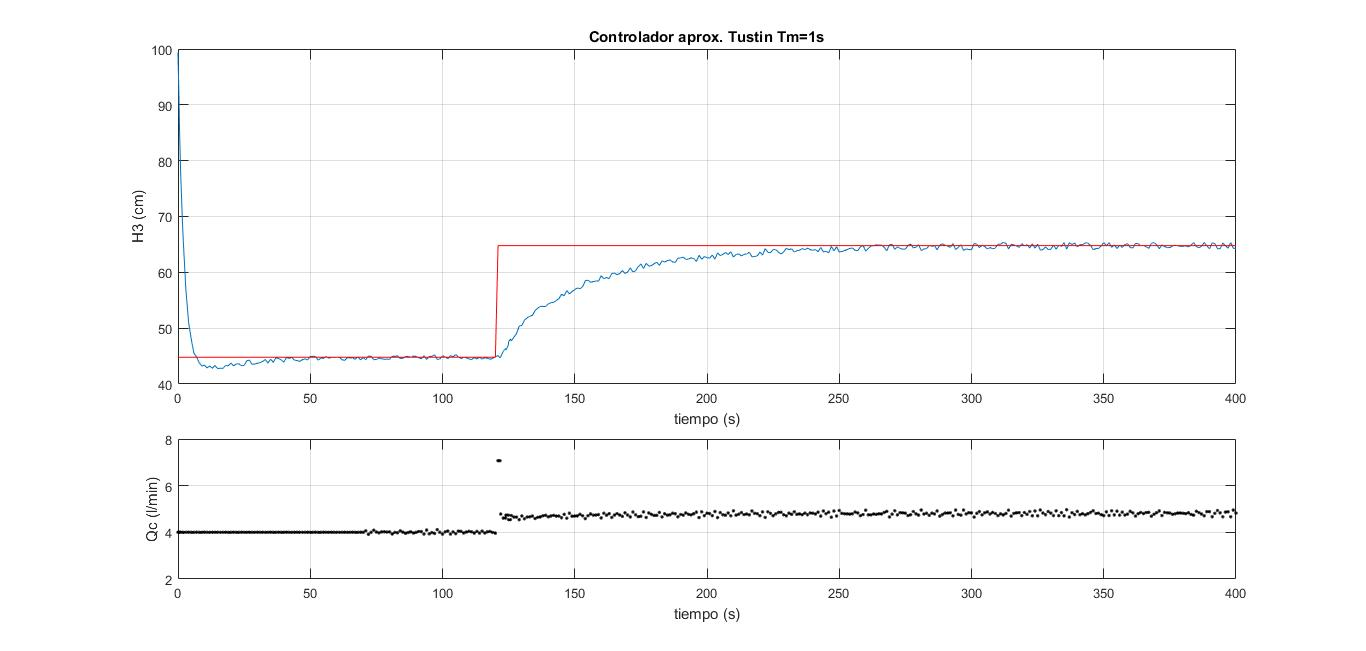 Controlador aprox. Tustin Tm=1s
100
90
80
70
60
50
40
H3 (cm)
0 50 100 150 200 250 300 350 400
tiempo (s)
8
6
4
2
Qc (l/min)
0 50 100 150 200 250 300 350 400
tiempo (s)